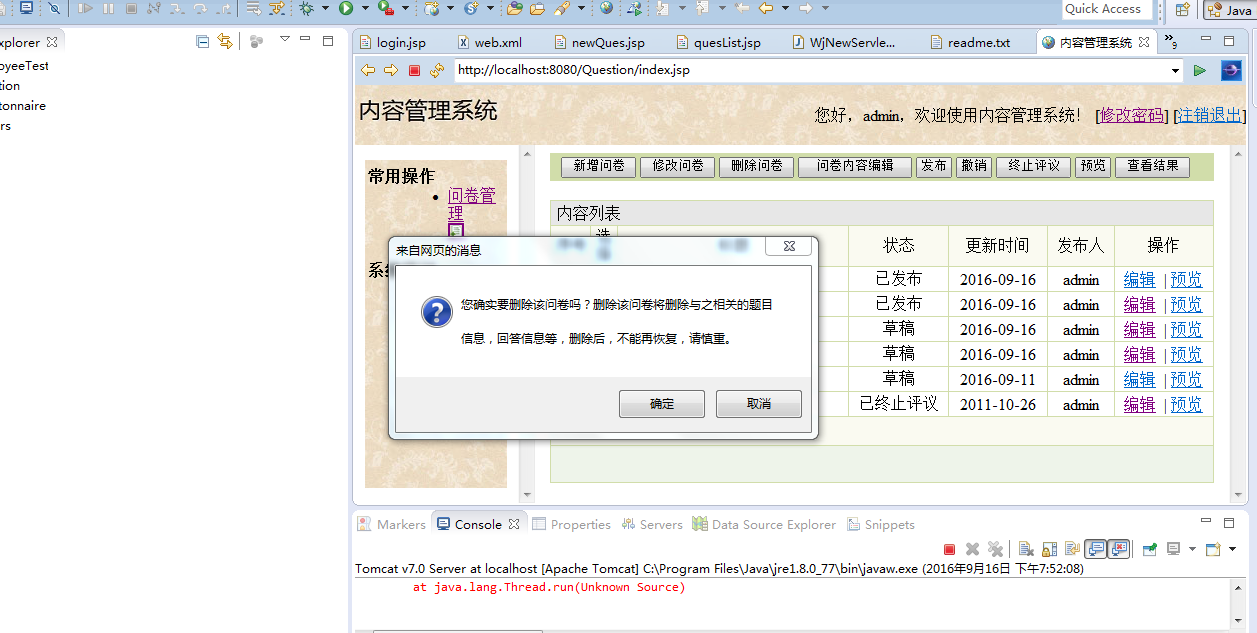 Quick Access
Java
xplorer
oyeeTest
tion
tonnaire
rs
login.jsp
web.xml
newQues.jsp
quesList.jsp
WjNewServle...
readme.txt
内容管理系统
9
http://localhost:8080/Question/index.jsp
内容管理系统
您好，admin，欢迎使用内容管理系统！ [修改密码] [注销退出]
常用操作
问卷管
理
系统
新增问卷 修改问卷 删除问卷 问卷内容编辑 发布 撤销 终止评议 预览 查看结果
内容列表
序号 选 标题 状态 更新时间 发布人 操作
已发布 2016-09-16 admin 编辑 | 预览
已发布 2016-09-16 admin 编辑 | 预览
草稿 2016-09-16 admin 编辑 | 预览
草稿 2016-09-16 admin 编辑 | 预览
草稿 2016-09-11 admin 编辑 | 预览
已终止评议 2011-10-26 admin 编辑 | 预览
来自网页的消息
您确实要删除该问卷吗？删除该问卷将删除与之相关的题目
信息，回答信息等，删除后，不能再恢复，请慎重。
确定
取消
Markers
Console
Properties
Servers
Data Source Explorer
Snippets
Tomcat v7.0 Server at localhost [Apache Tomcat] C:\Program Files\Java\jre1.8.0_77\bin\javaw.exe (2016年9月16日 下午7:52:08)
at java.lang.Thread.run(Unknown Source)